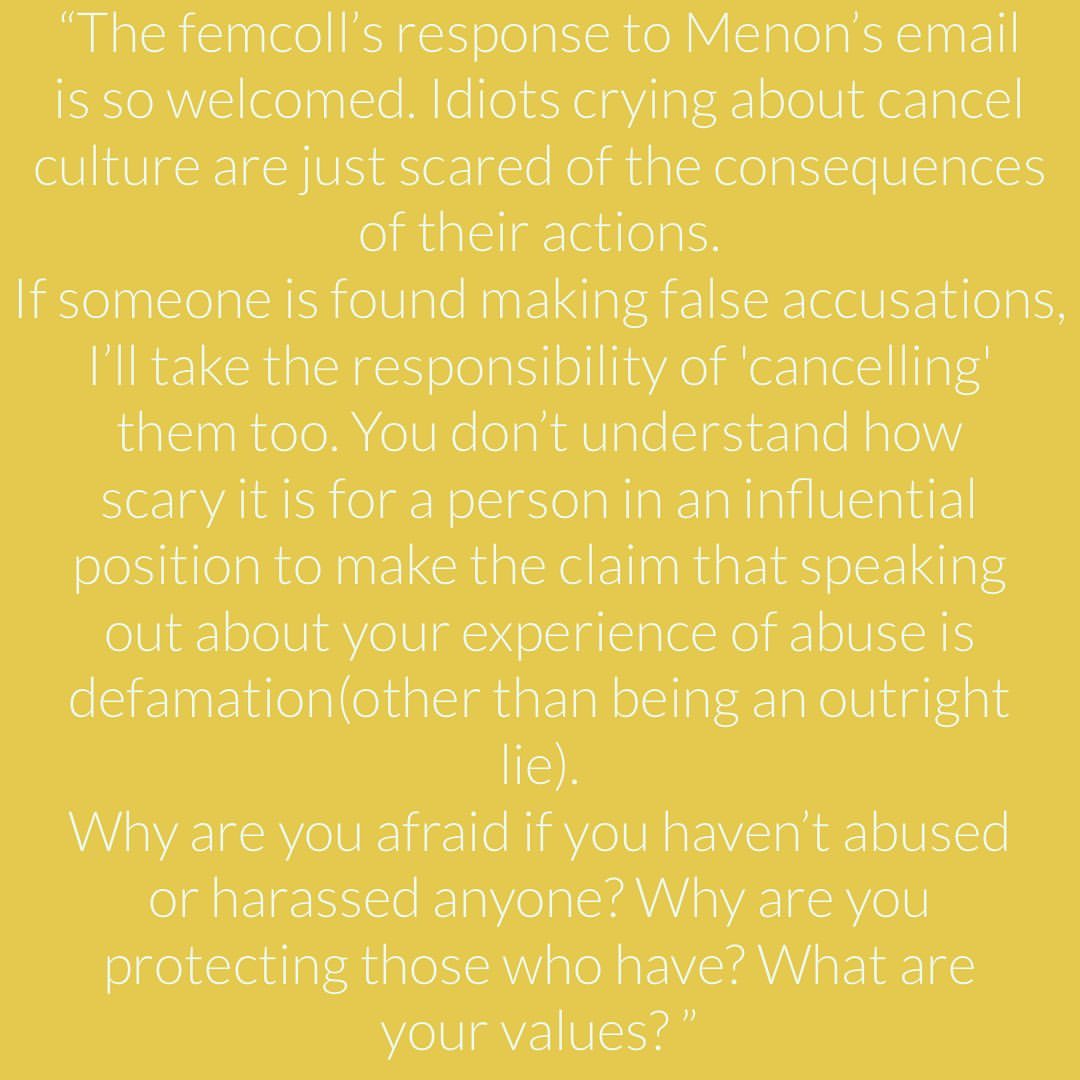 “The femcoll’s response to Menon’s email
is so welcomed. Idiots crying about cancel
culture are just scared of the consequences
of their actions.
If someone is found making false accusations,
I’ll take the responsibility of 'cancelling'
them too. You don’t understand how
scary it is for a person in an influential
position to make the claim that speaking
out about your experience of abuse is
defamation(other than being an outright
lie).
Why are you afraid if you haven’t abused
or harassed anyone? Why are you
protecting those who have? What are
your values? ”